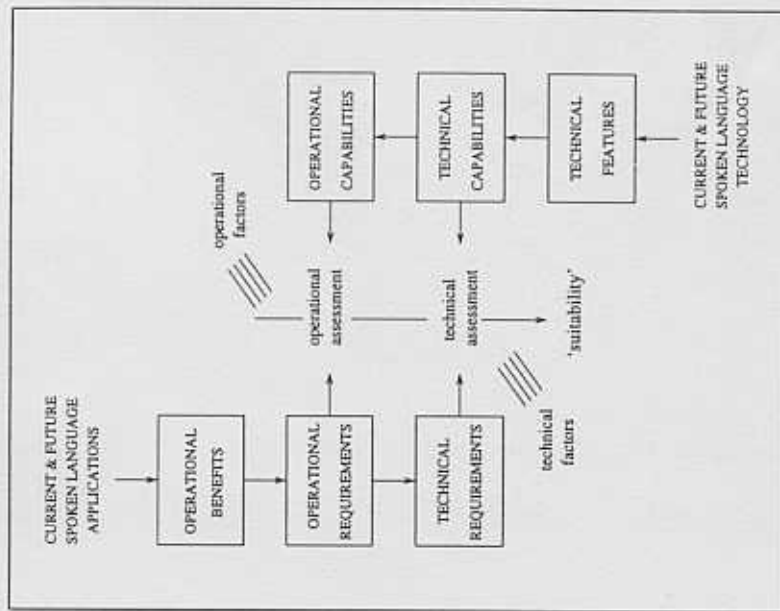 CURRENT & FUTURE
SPOKEN LANGUAGE
APPLICATIONS
OPERATIONAL
BENEFITS
OPERATIONAL
REQUIREMENTS
TECHNICAL
REQUIREMENTS
technical
factors
operational
factors
operational
assessment
technical
assessment
'suitability'
OPERATIONAL
CAPABILITIES
TECHNICAL
CAPABILITIES
TECHNICAL
FEATURES
CURRENT & FUTURE
SPOKEN LANGUAGE
TECHNOLOGY